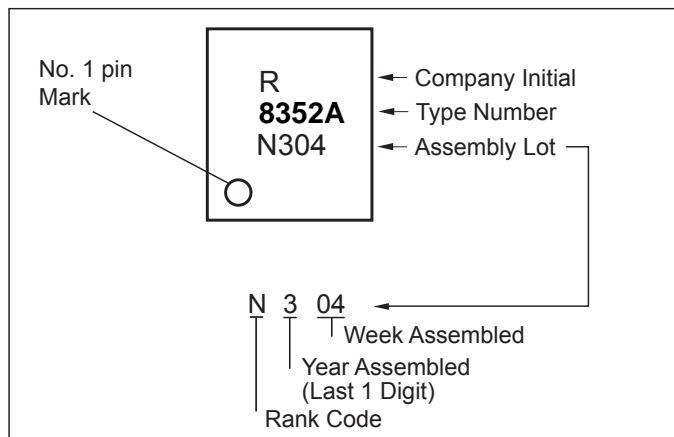 No. 1 pin
Mark
R
8352A
N304
Company Initial
Type Number
Assembly Lot
N 3 04
Week Assembled
Year Assembled
(Last 1 Digit)
Rank Code